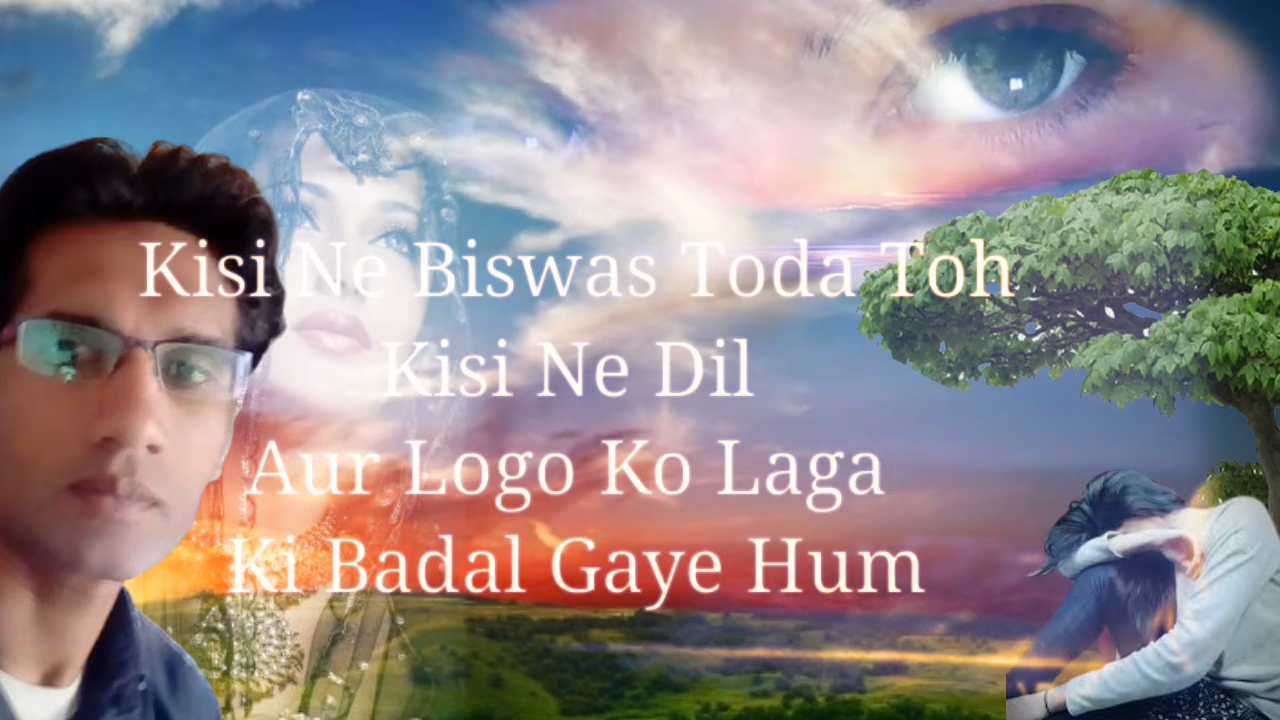 Kisi Ne Biswas Toda Toh
Kisi Ne Dil
Aur Logo Ko Laga
Ki Badal Gaye Hum